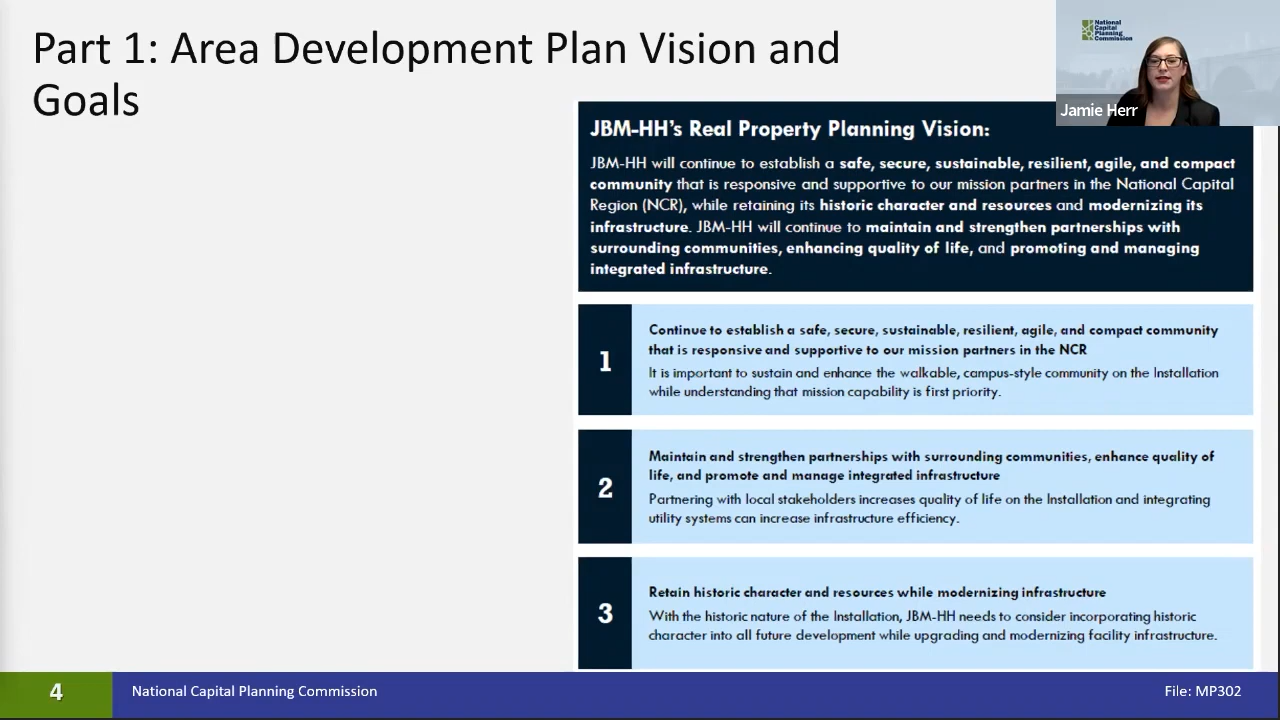 Part 1: Area Development Plan Vision and
Goals
National
Capital
Planning
Commission
Jamie Herr
JBM-HH's Real Property Planning Vision:
JBM-HH will continue to establish a safe, secure, sustainable, resilient, agile, and compact
community that is responsive and supportive to our mission partners in the National Capital
Region (NCR), while retaining its historic character and resources and modernizing its
infrastructure. JBM-HH will continue to maintain and strengthen partnerships with
surrounding communities, enhancing quality of life, and promoting and managing
integrated infrastructure.
1
Continue to establish a safe, secure, sustainable, resilient, agile, and compact community
that is responsive and supportive to our mission partners in the NCR
It is important to sustain and enhance the walkable, campus-style community on the Installation
while understanding that mission capability is first priority.
2
Maintain and strengthen partnerships with surrounding communities, enhance quality of
life, and promote and manage integrated infrastructure
Partnering with local stakeholders increases quality of life on the Installation and integrating
utility systems can increase infrastructure efficiency.
3
Retain historic character and resources while modernizing infrastructure
With the historic nature of the Installation, JBM-HH needs to consider incorporating historic
character into all future development while upgrading and modernizing facility infrastructure.
4
National Capital Planning Commission
File: MP302